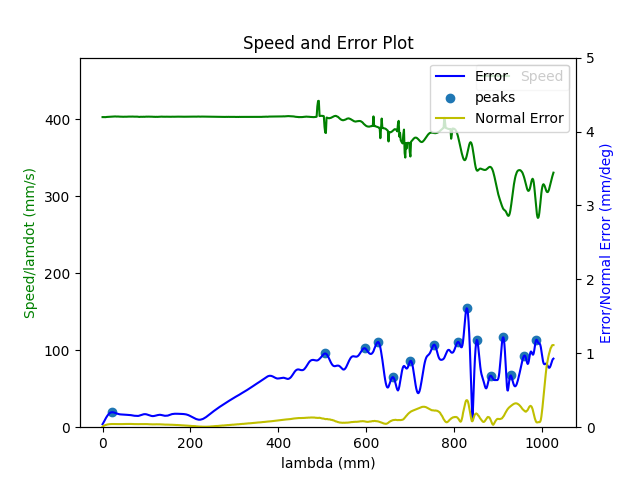 Speed and Error Plot
Error
Speed
peaks
Normal Error
Speed/lamdot (mm/s)
400
300
200
100
0
5
4
3
2
1
0
Error/Normal Error (mm/deg)
0 200 400 600 800 1000
lambda (mm)